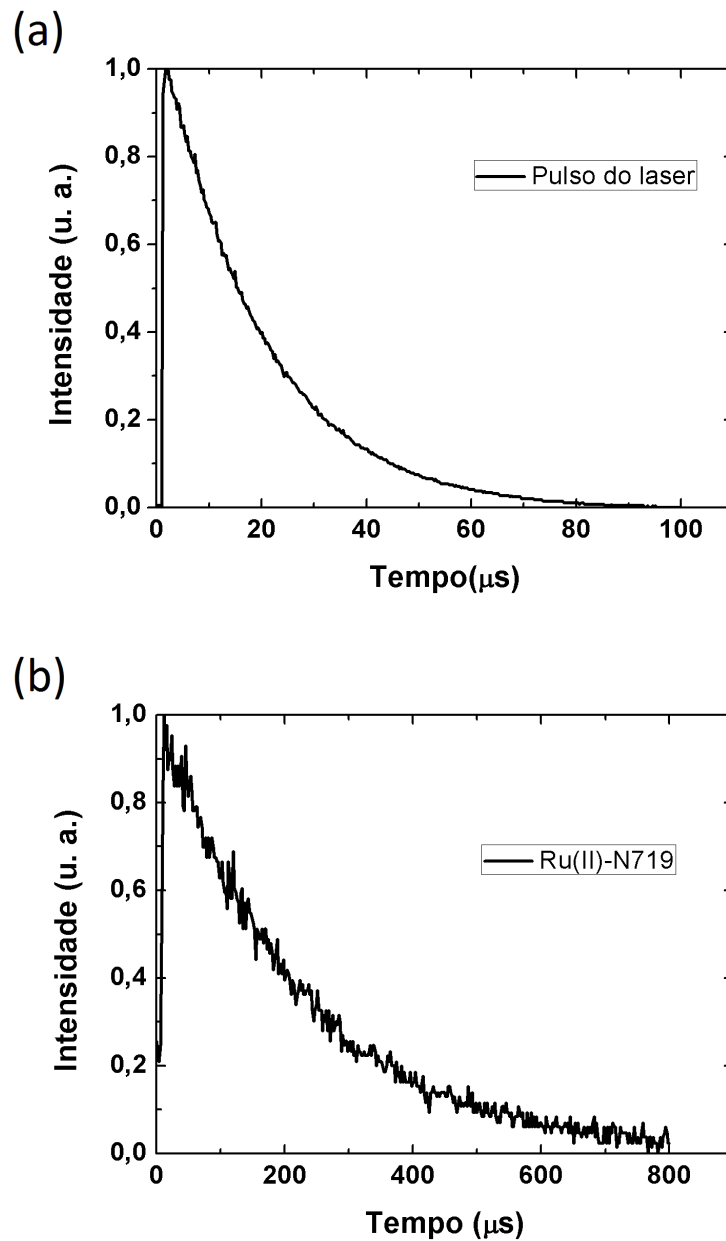 (a)
1,0
0,8
0,6
0,4
0,2
0,0
Intensidade (u. a.)
Pulso do laser
0 20 40 60 80 100
Tempo(μs)
(b)
1,0
0,8
0,6
0,4
0,2
0,0
Intensidade (u. a.)
Ru(II)-N719
0 200 400 600 800
Tempo (μs)